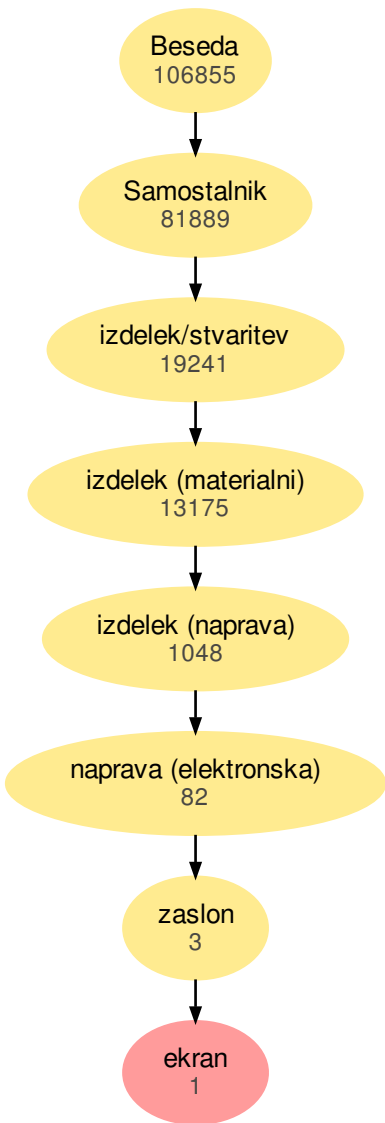 Beseda
106855
Samostalnik
81889
izdelek/stvaritev
19241
izdelek (materialni)
13175
izdelek (naprava)
1048
naprava (elektronska)
82
zaslon
3
ekran
1